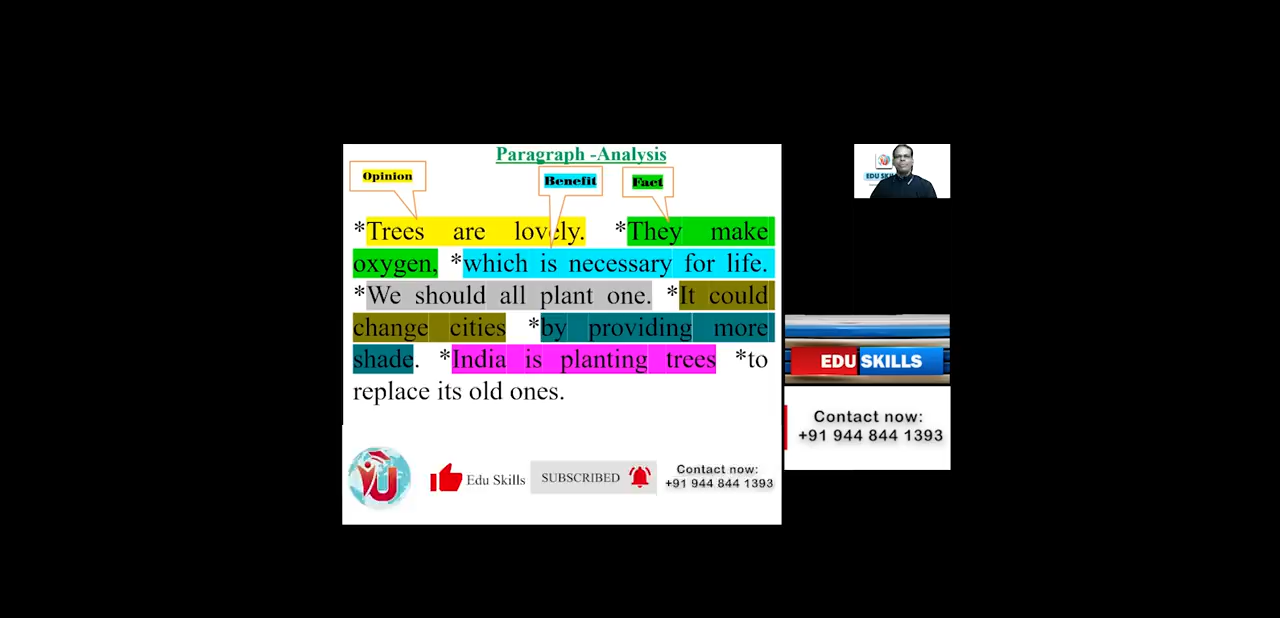 Paragraph -Analysis
Opinion
Benefit
Fact
*Trees are lovely. *They make
oxygen, *which is necessary for life.
*We should all plant one. *It could
change cities *by providing more
shade. *India is planting trees *to
replace its old ones.
Edu Skills
SUBSCRIBED
Contact now:
+91 944 844 1393
EDU SKILLS
Contact now:
+91 944 844 1393